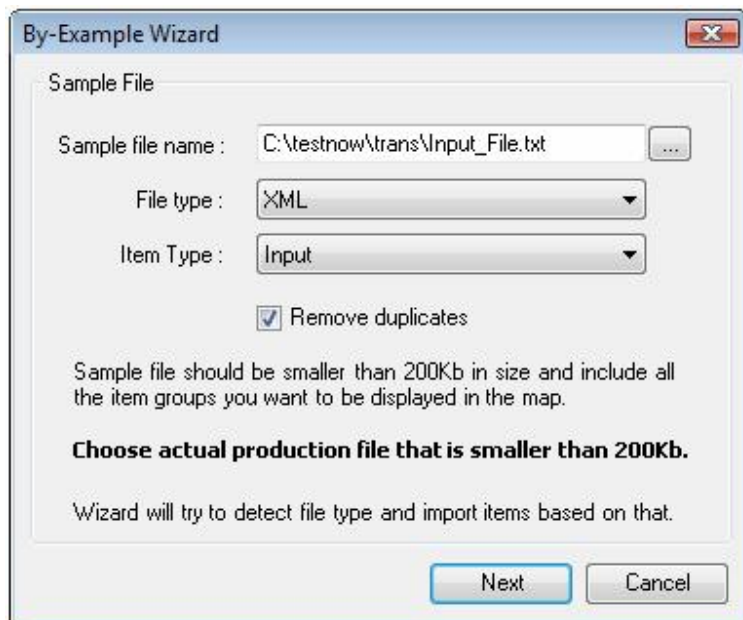 By-Example Wizard
Sample File
Sample file name :
C:\testnow\trans\Input_File.txt
...
File type :
XML
Item Type :
Input
Remove duplicates
Sample file should be smaller than 200Kb in size and include all
the item groups you want to be displayed in the map.
Choose actual production file that is smaller than 200Kb.
Wizard will try to detect file type and import items based on that.
Next
Cancel